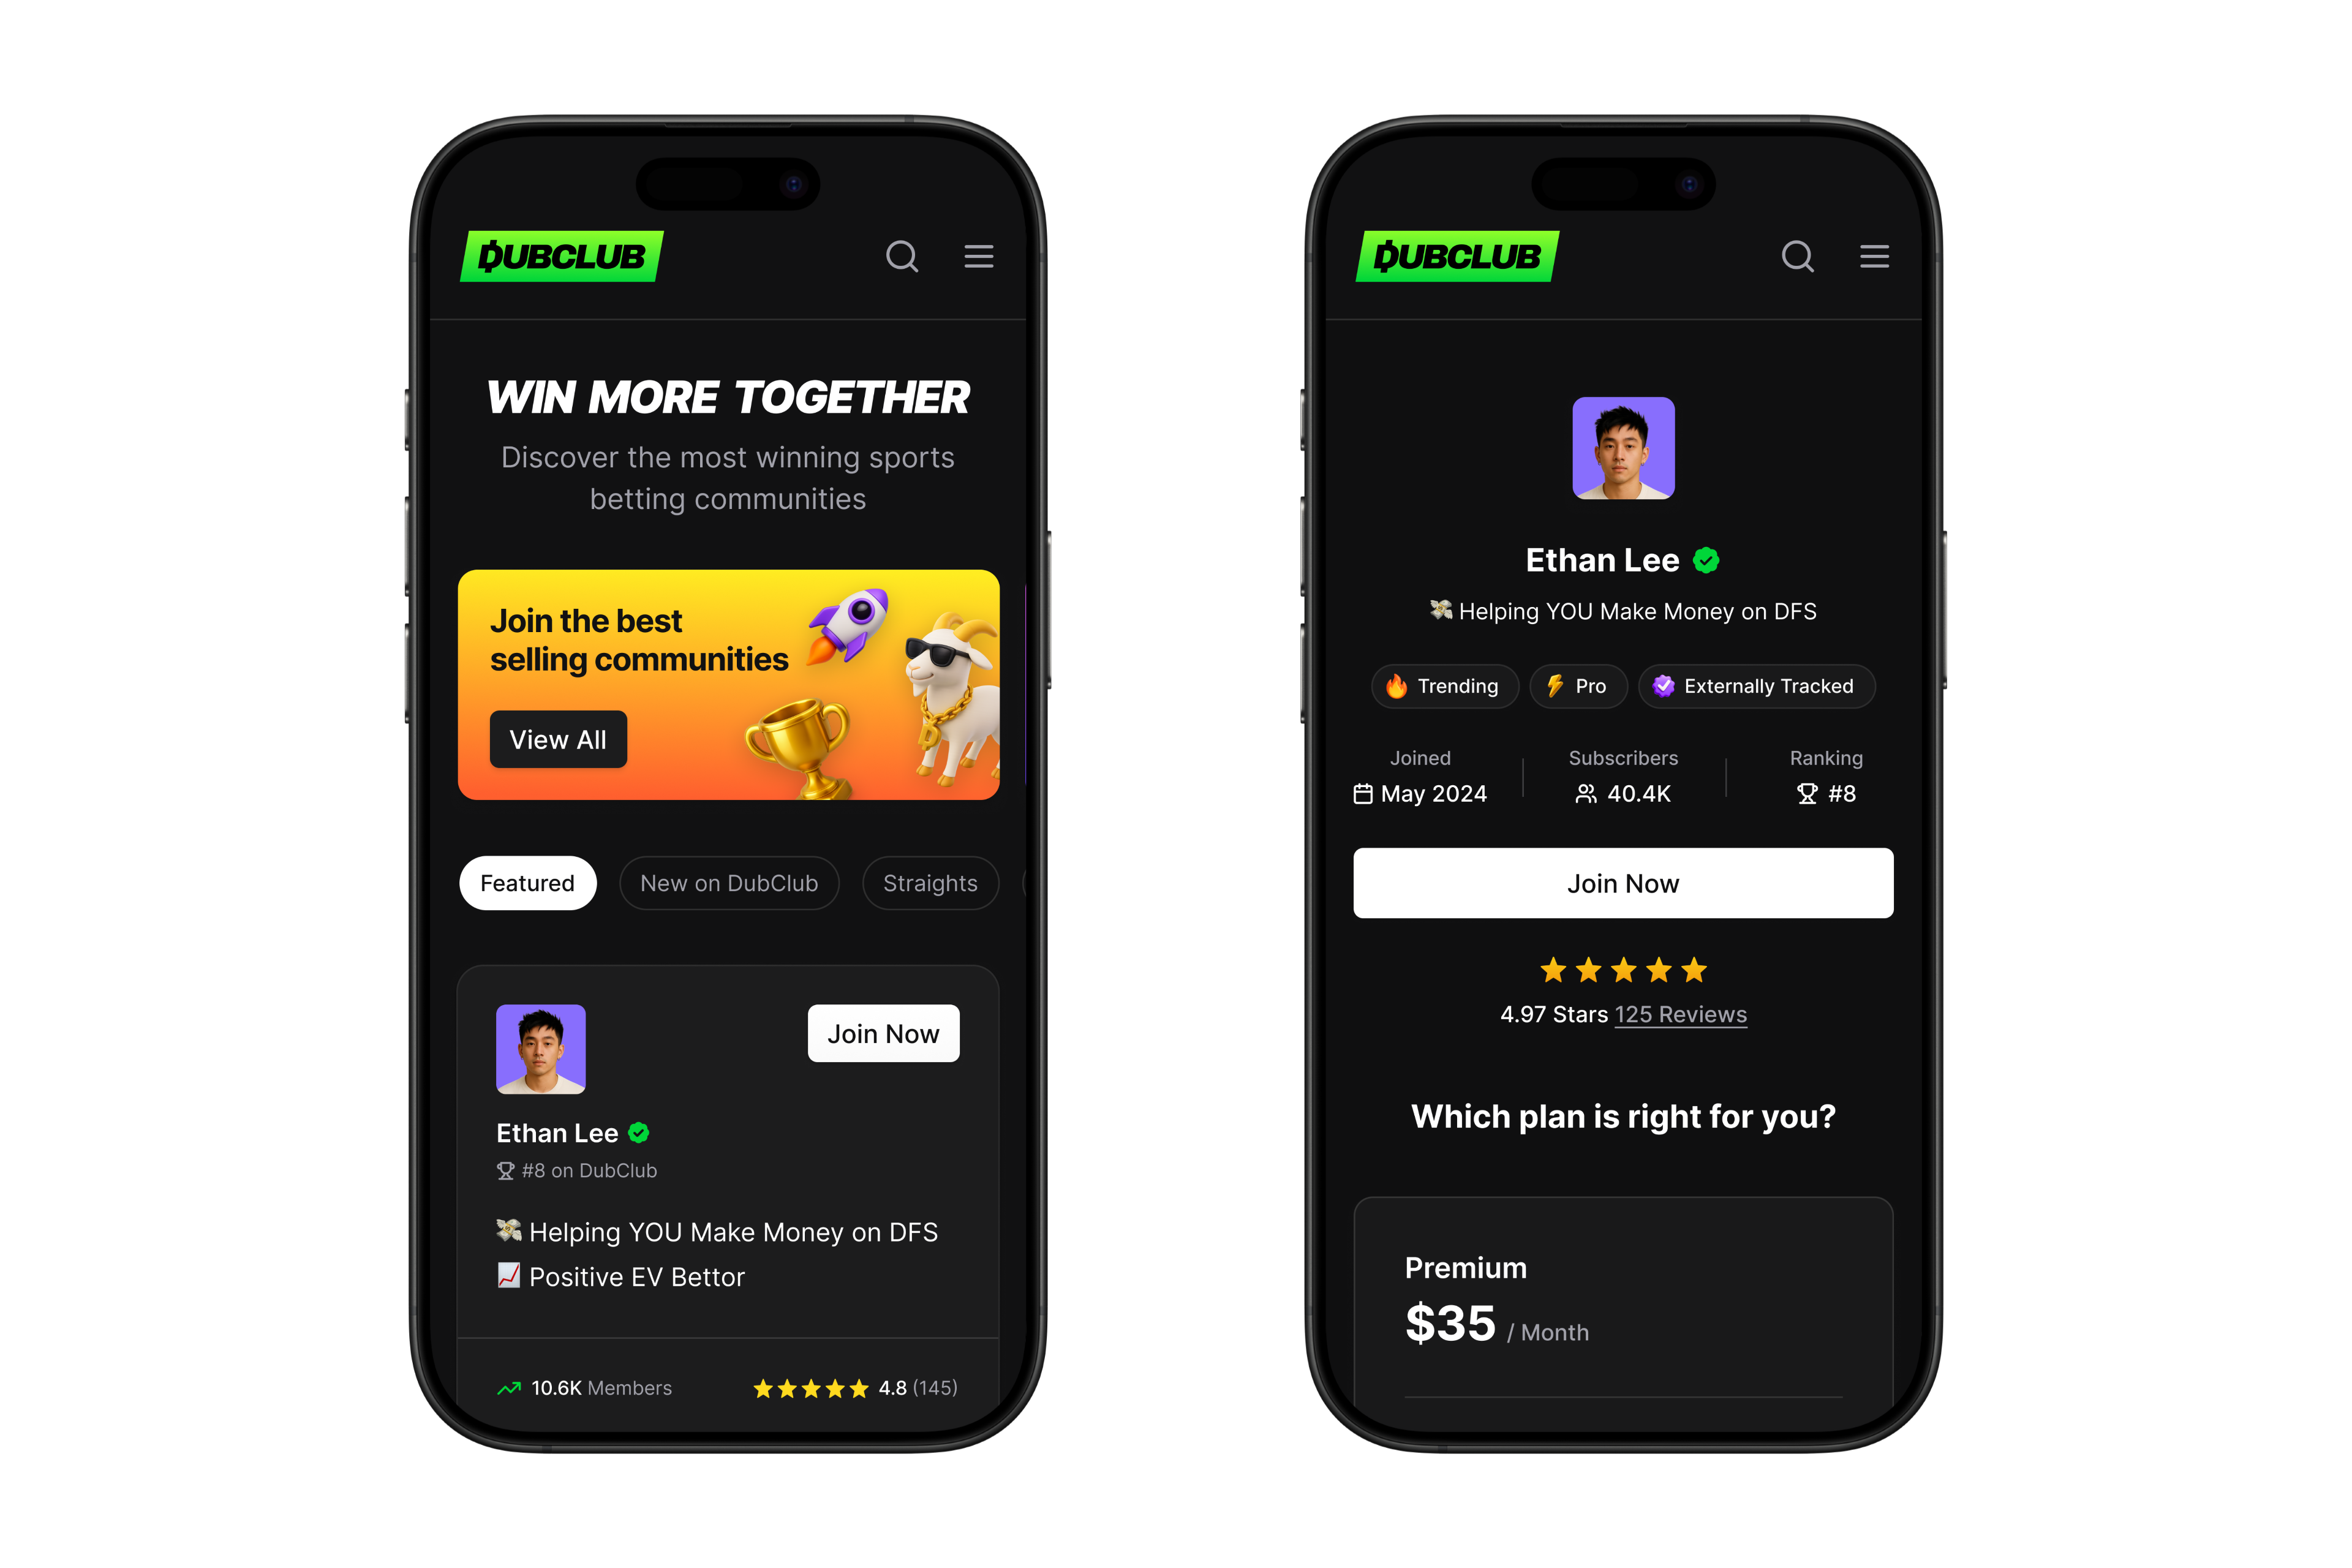 DUBCLUB
WIN MORE TOGETHER
Discover the most winning sports
betting communities
Join the best
selling communities
View All
Featured
New on DubClub
Straights
Join Now
Ethan Lee
#8 on DubClub
💸 Helping YOU Make Money on DFS
📈 Positive EV Bettor
10.6K Members
4.8 (145)
DUBCLUB
Ethan Lee
💸 Helping YOU Make Money on DFS
🔥 Trending
⚡ Pro
Externally Tracked
Joined
May 2024
Subscribers
40.4K
Ranking
#8
Join Now
4.97 Stars 125 Reviews
Which plan is right for you?
Premium
$35 / Month